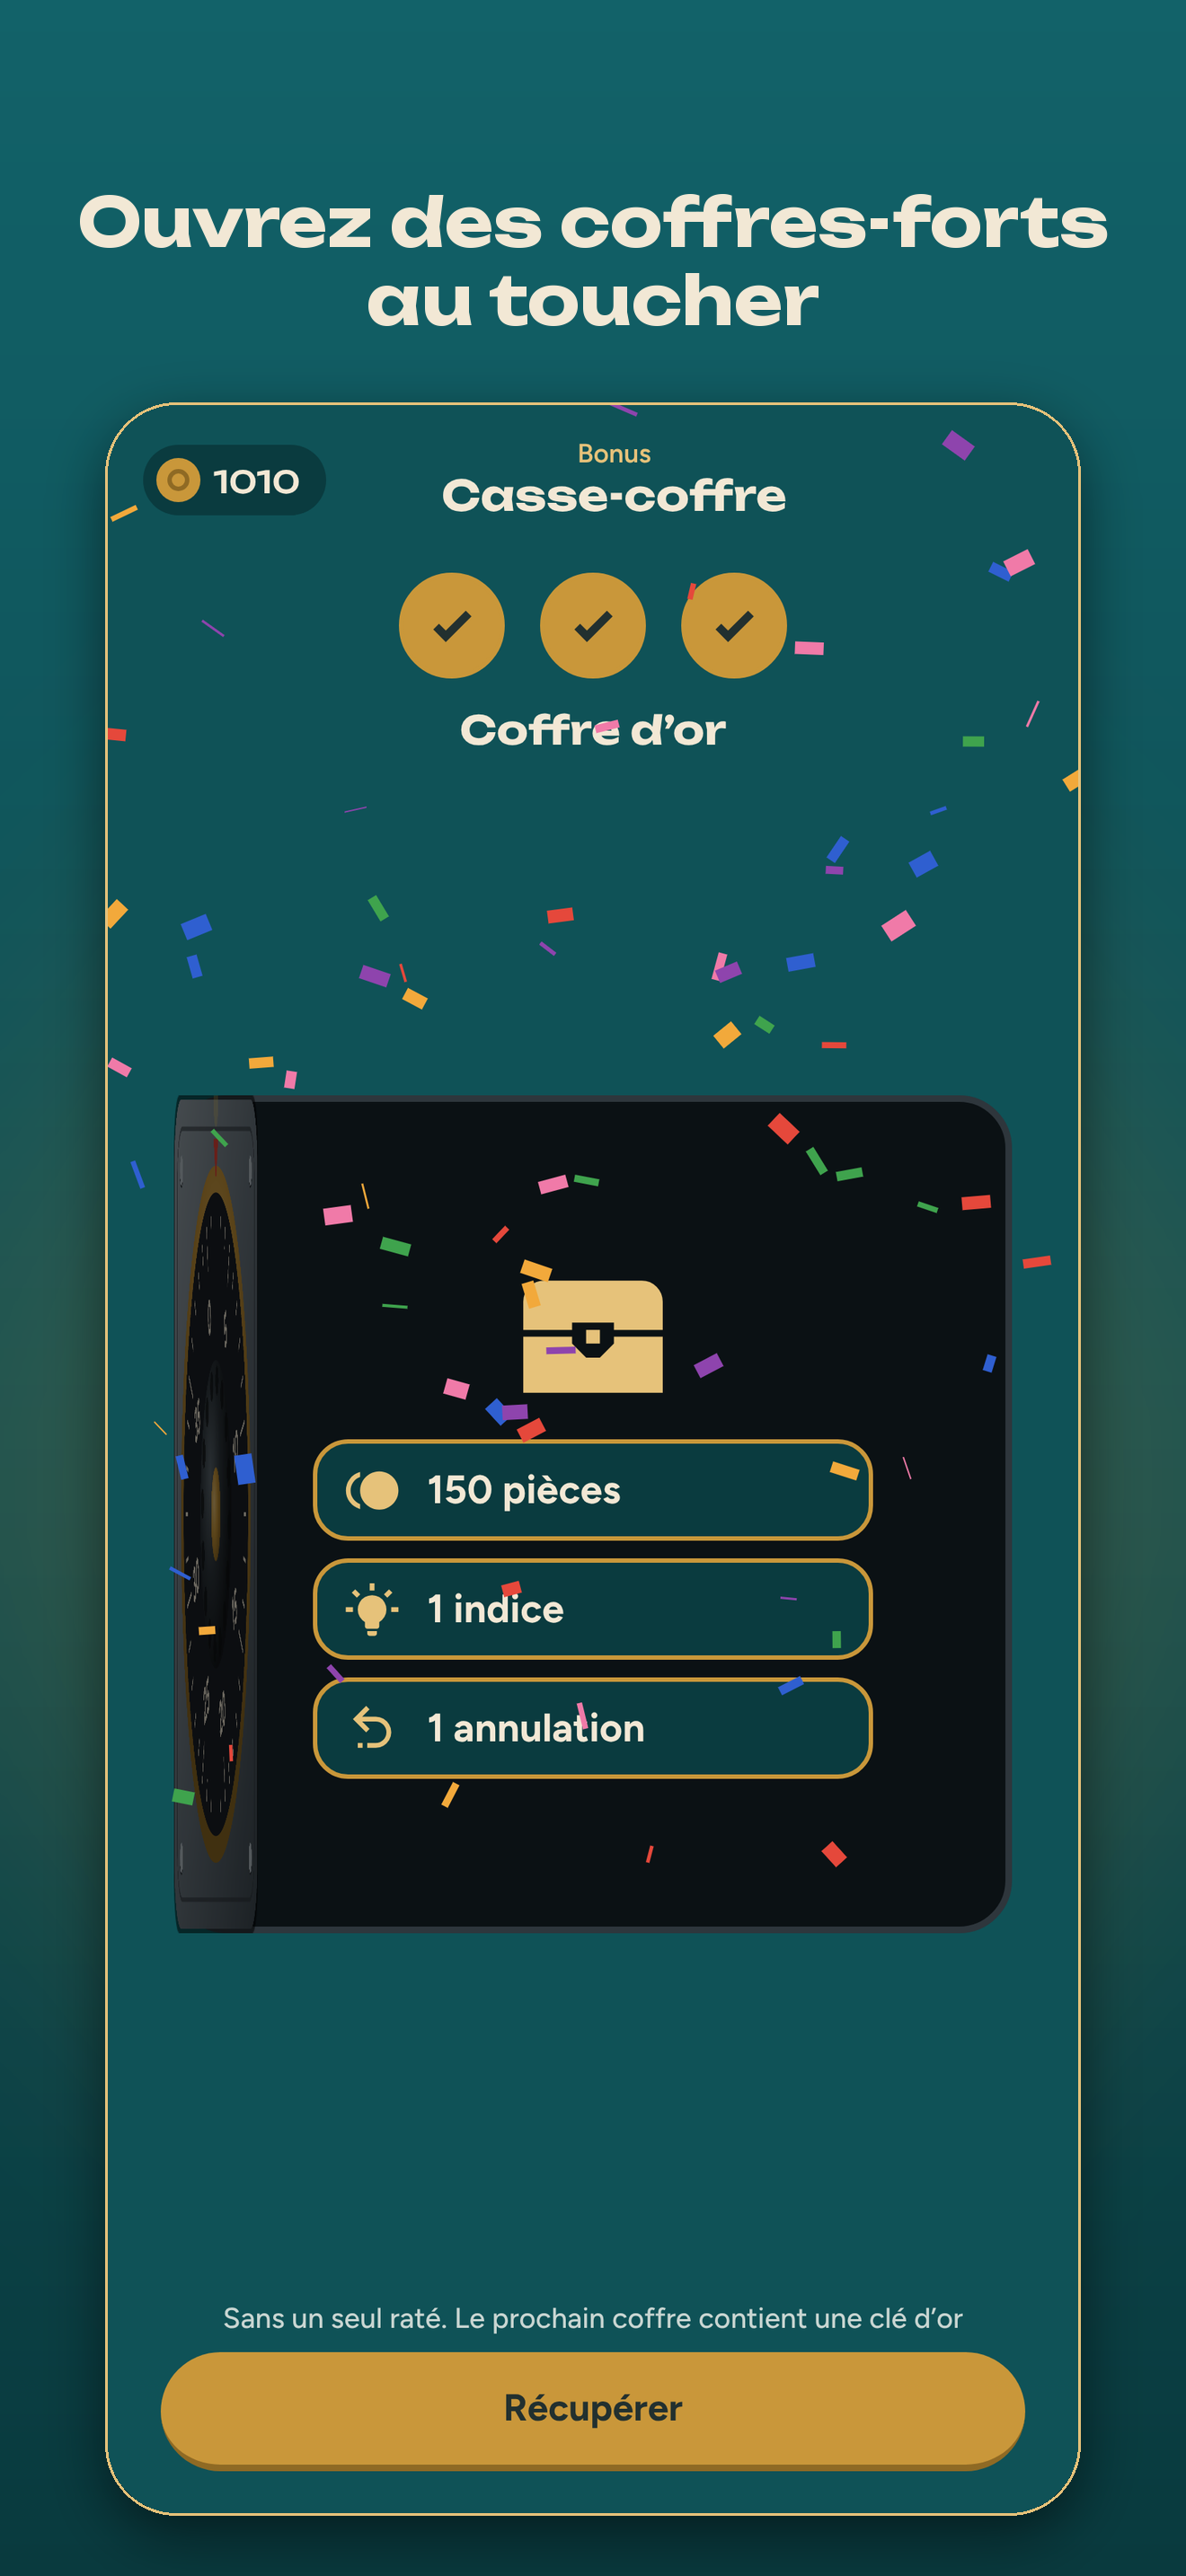 Ouvrez des coffres-forts
au toucher
1010
Bonus
Casse-coffre
Coffre d’or
150 pièces
1 indice
1 annulation
Sans un seul raté. Le prochain coffre contient une clé d’or
Récupérer